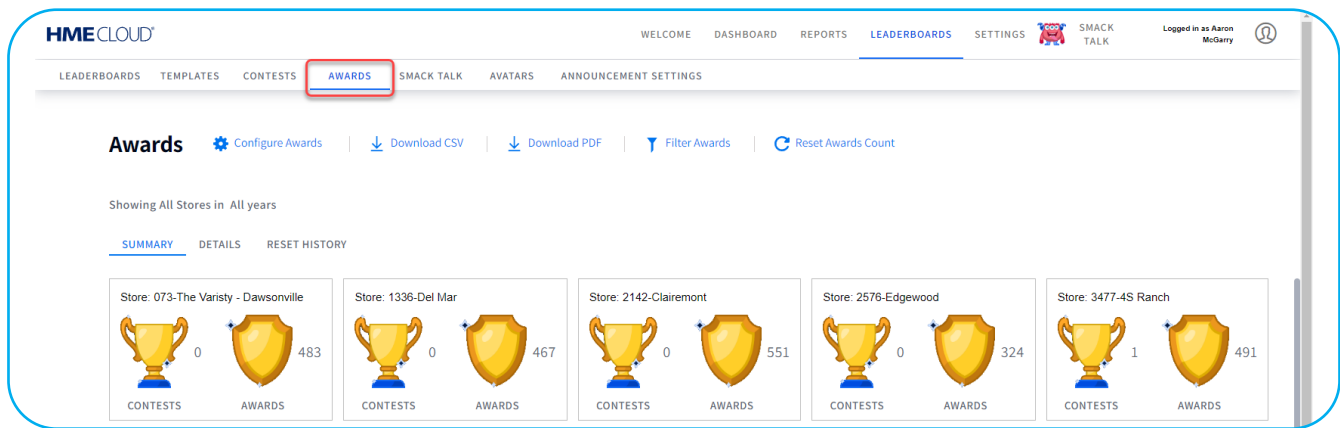 HME CLOUD®
WELCOME DASHBOARD REPORTS LEADERBOARDS SETTINGS SMACK TALK Logged in as Aaron McGarry
LEADERBOARDS TEMPLATES CONTESTS AWARDS SMACK TALK AVATARS ANNOUNCEMENT SETTINGS
Awards Configure Awards Download CSV Download PDF Filter Awards Reset Awards Count
Showing All Stores in All years
SUMMARY DETAILS RESET HISTORY
Store: 073-The Varisty - Dawsonville Store: 1336-Del Mar Store: 2142-Clairemont Store: 2576-Edgewood Store: 3477-4S Ranch
0 483 0 467 0 551 0 324 1 491
CONTESTS AWARDS CONTESTS AWARDS CONTESTS AWARDS CONTESTS AWARDS CONTESTS AWARDS